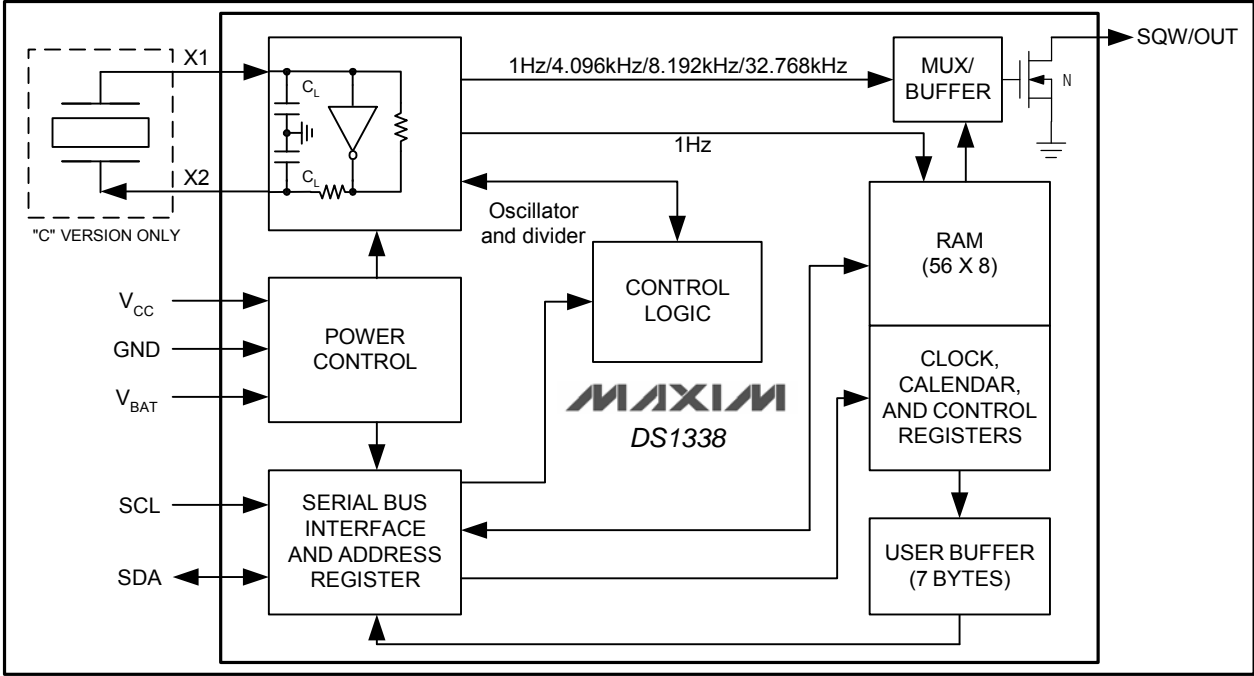 X1
X2
"C" VERSION ONLY
C_L
C_L
1Hz/4.096kHz/8.192kHz/32.768kHz
MUX/
BUFFER
N
SQW/OUT
1Hz
Oscillator
and divider
RAM
(56 X 8)
CONTROL
LOGIC
V_CC
GND
V_BAT
POWER
CONTROL
CLOCK,
CALENDAR,
AND CONTROL
REGISTERS
MAXIM
DS1338
SCL
SDA
SERIAL BUS
INTERFACE
AND ADDRESS
REGISTER
USER BUFFER
(7 BYTES)